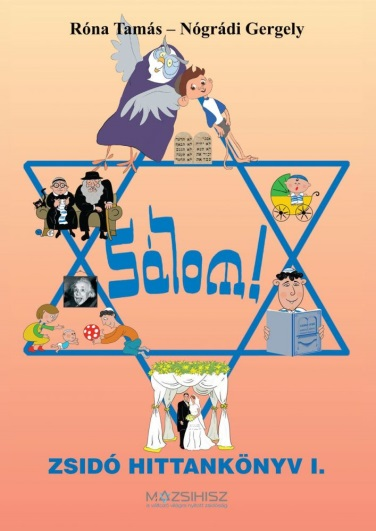 Róna Tamás – Nógrádi Gergely
Sálom!
ZSIDÓ HITTANKÖNYV I.
MAZSIHISZ